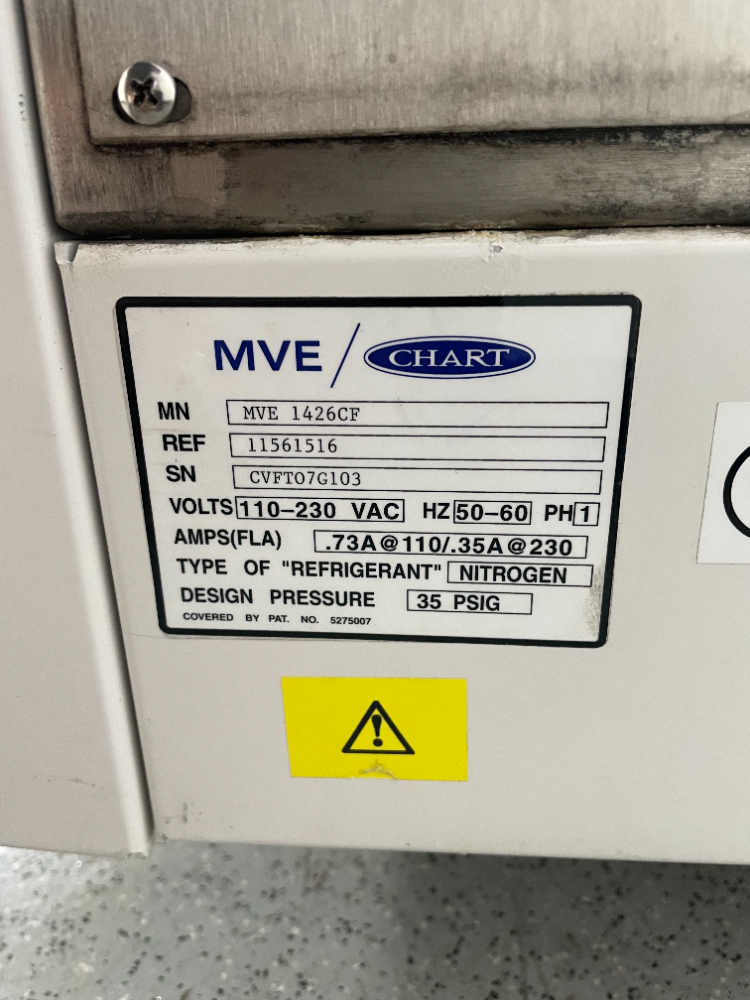 MVE / CHART
MN MVE 1426CF
REF 11561516
SN CVFT07G103
VOLTS 110-230 VAC HZ 50-60 PH 1
AMPS(FLA) .73A@110/.35A@230
TYPE OF "REFRIGERANT" NITROGEN
DESIGN PRESSURE 35 PSIG
COVERED BY PAT. NO. 5275007